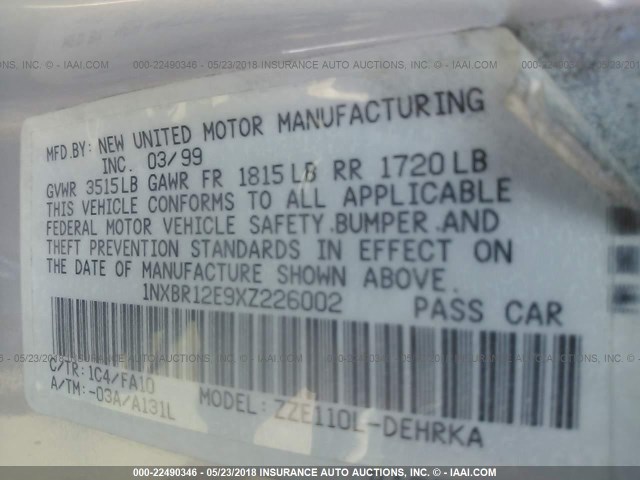 000-22490346 - 05/23/2018 INSURANCE AUTO AUCTIONS, INC. - © IAAI.COM
MFD.BY: NEW UNITED MOTOR MANUFACTURING
INC. 03/99
GVWR 3515LB GAWR FR 1815LB RR 1720LB
THIS VEHICLE CONFORMS TO ALL APPLICABLE
FEDERAL MOTOR VEHICLE SAFETY,BUMPER,AND
THEFT PREVENTION STANDARDS IN EFFECT ON
THE DATE OF MANUFACTURE SHOWN ABOVE.
1NXBR12E9XZ226002 PASS CAR
C/TR:1C4/FA10
A/TM:-03A/A131L MODEL: ZZE110L-DEHRKA
000-22490346 - 05/23/2018 INSURANCE AUTO AUCTIONS, INC. - © IAAI.COM